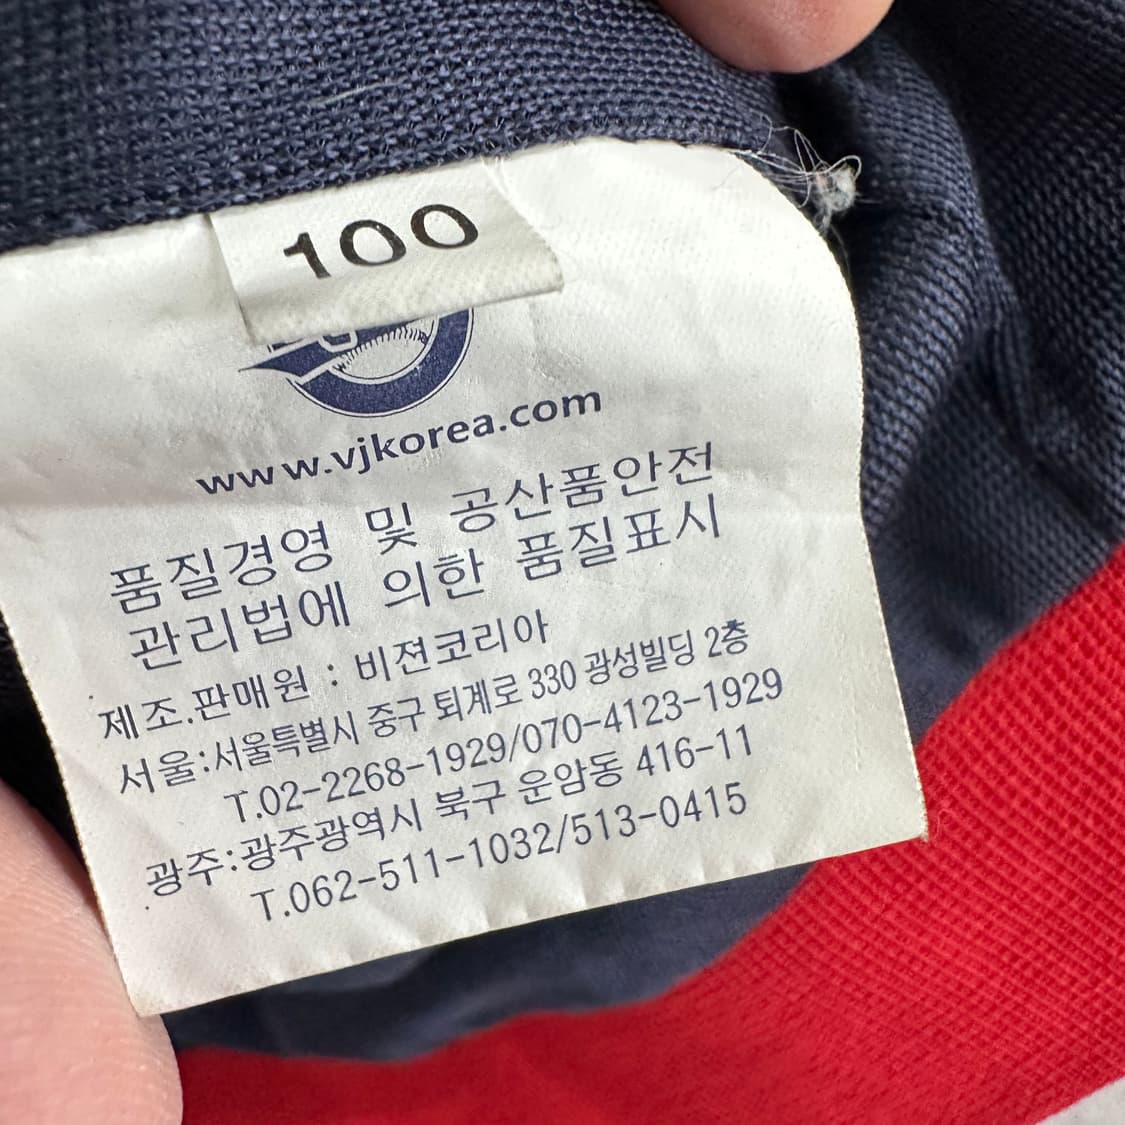 100
www.vjkorea.com
품질경영 및 공산품안전
관리법에 의한 품질표시
제조.판매원 : 비젼코리아
서울:서울특별시 중구 퇴계로 330 광성빌딩 2층
T.02-2268-1929/070-4123-1929
광주:광주광역시 북구 운암동 416-11
T.062-511-1032/513-0415